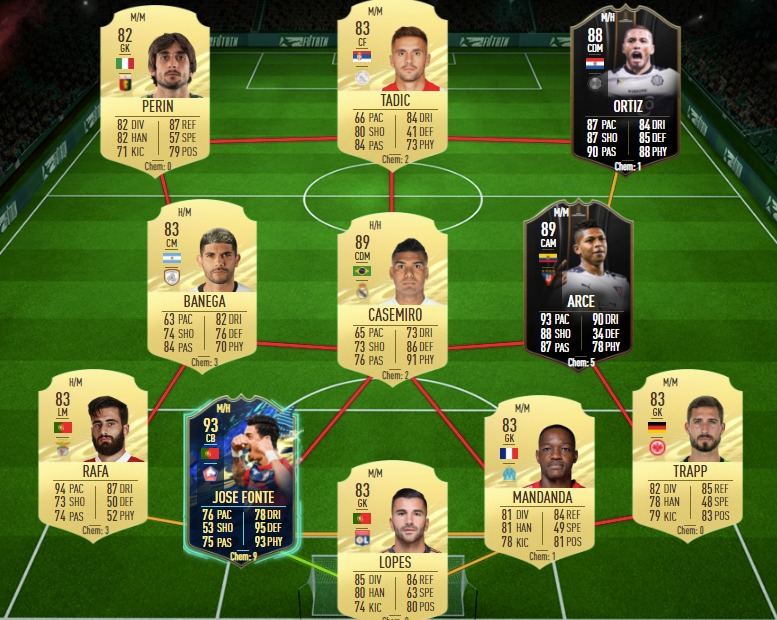 M/M
82
GK
PERIN
82 DIV 87 REF
82 HAN 57 SPE
71 KIC 79 POS
Chem: 0
M/M
83
CF
TADIC
66 PAC 84 DRI
80 SHO 41 DEF
84 PAS 73 PHY
Chem: 2
M/H
88
CDM
ORTIZ
87 PAC 84 DRI
87 SHO 85 DEF
90 PAS 88 PHY
Chem: 1
H/M
83
CM
BANEGA
63 PAC 82 DRI
74 SHO 76 DEF
84 PAS 70 PHY
Chem: 3
H/M
89
CDM
CASEMIRO
65 PAC 73 DRI
73 SHO 86 DEF
76 PAS 91 PHY
Chem: 2
M/M
89
CAM
ARCE
93 PAC 90 DRI
88 SHO 34 DEF
87 PAS 78 PHY
Chem: 5
H/M
83
LM
RAFA
94 PAC 87 DRI
73 SHO 50 DEF
74 PAS 52 PHY
Chem: 3
M/H
93
CB
JOSÉ FONTE
76 PAC 78 DRI
53 SHO 95 DEF
75 PAS 93 PHY
Chem: 9
M/M
83
GK
LOPES
85 DIV 86 REF
80 HAN 63 SPE
74 KIC 80 POS
M/M
83
GK
MANDANDA
81 DIV 84 REF
81 HAN 49 SPE
78 KIC 81 POS
Chem: 1
M/M
83
GK
TRAPP
82 DIV 85 REF
78 HAN 48 SPE
79 KIC 83 POS
Chem: 0